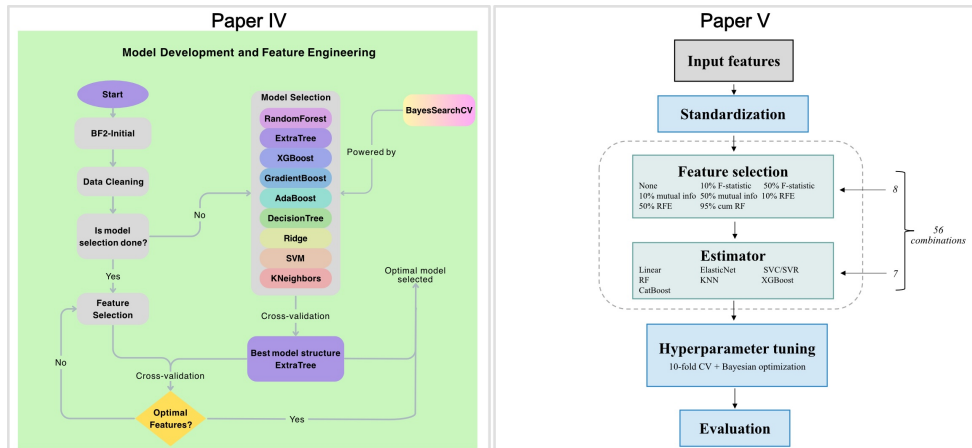 Paper IV
Model Development and Feature Engineering
Start
BF2-Initial
Data Cleaning
Is model
selection done?
No
Yes
Feature
Selection
No
Model Selection
RandomForest
ExtraTree
XGBoost
GradientBoost
AdaBoost
DecisionTree
Ridge
SVM
KNeighbors
BayesSearchCV
Powered by
Optimal model
selected
Cross-validation
Best model structure
ExtraTree
Cross-validation
Optimal
Features?
Yes
Paper V
Input features
Standardization
Feature selection
None 10% F-statistic 50% F-statistic
10% mutual info 50% mutual info 10% RFE
50% RFE 95% cum RF
8
56
combinations
Estimator
Linear ElasticNet SVC/SVR
RF KNN XGBoost
CatBoost
7
Hyperparameter tuning
10-fold CV + Bayesian optimization
Evaluation